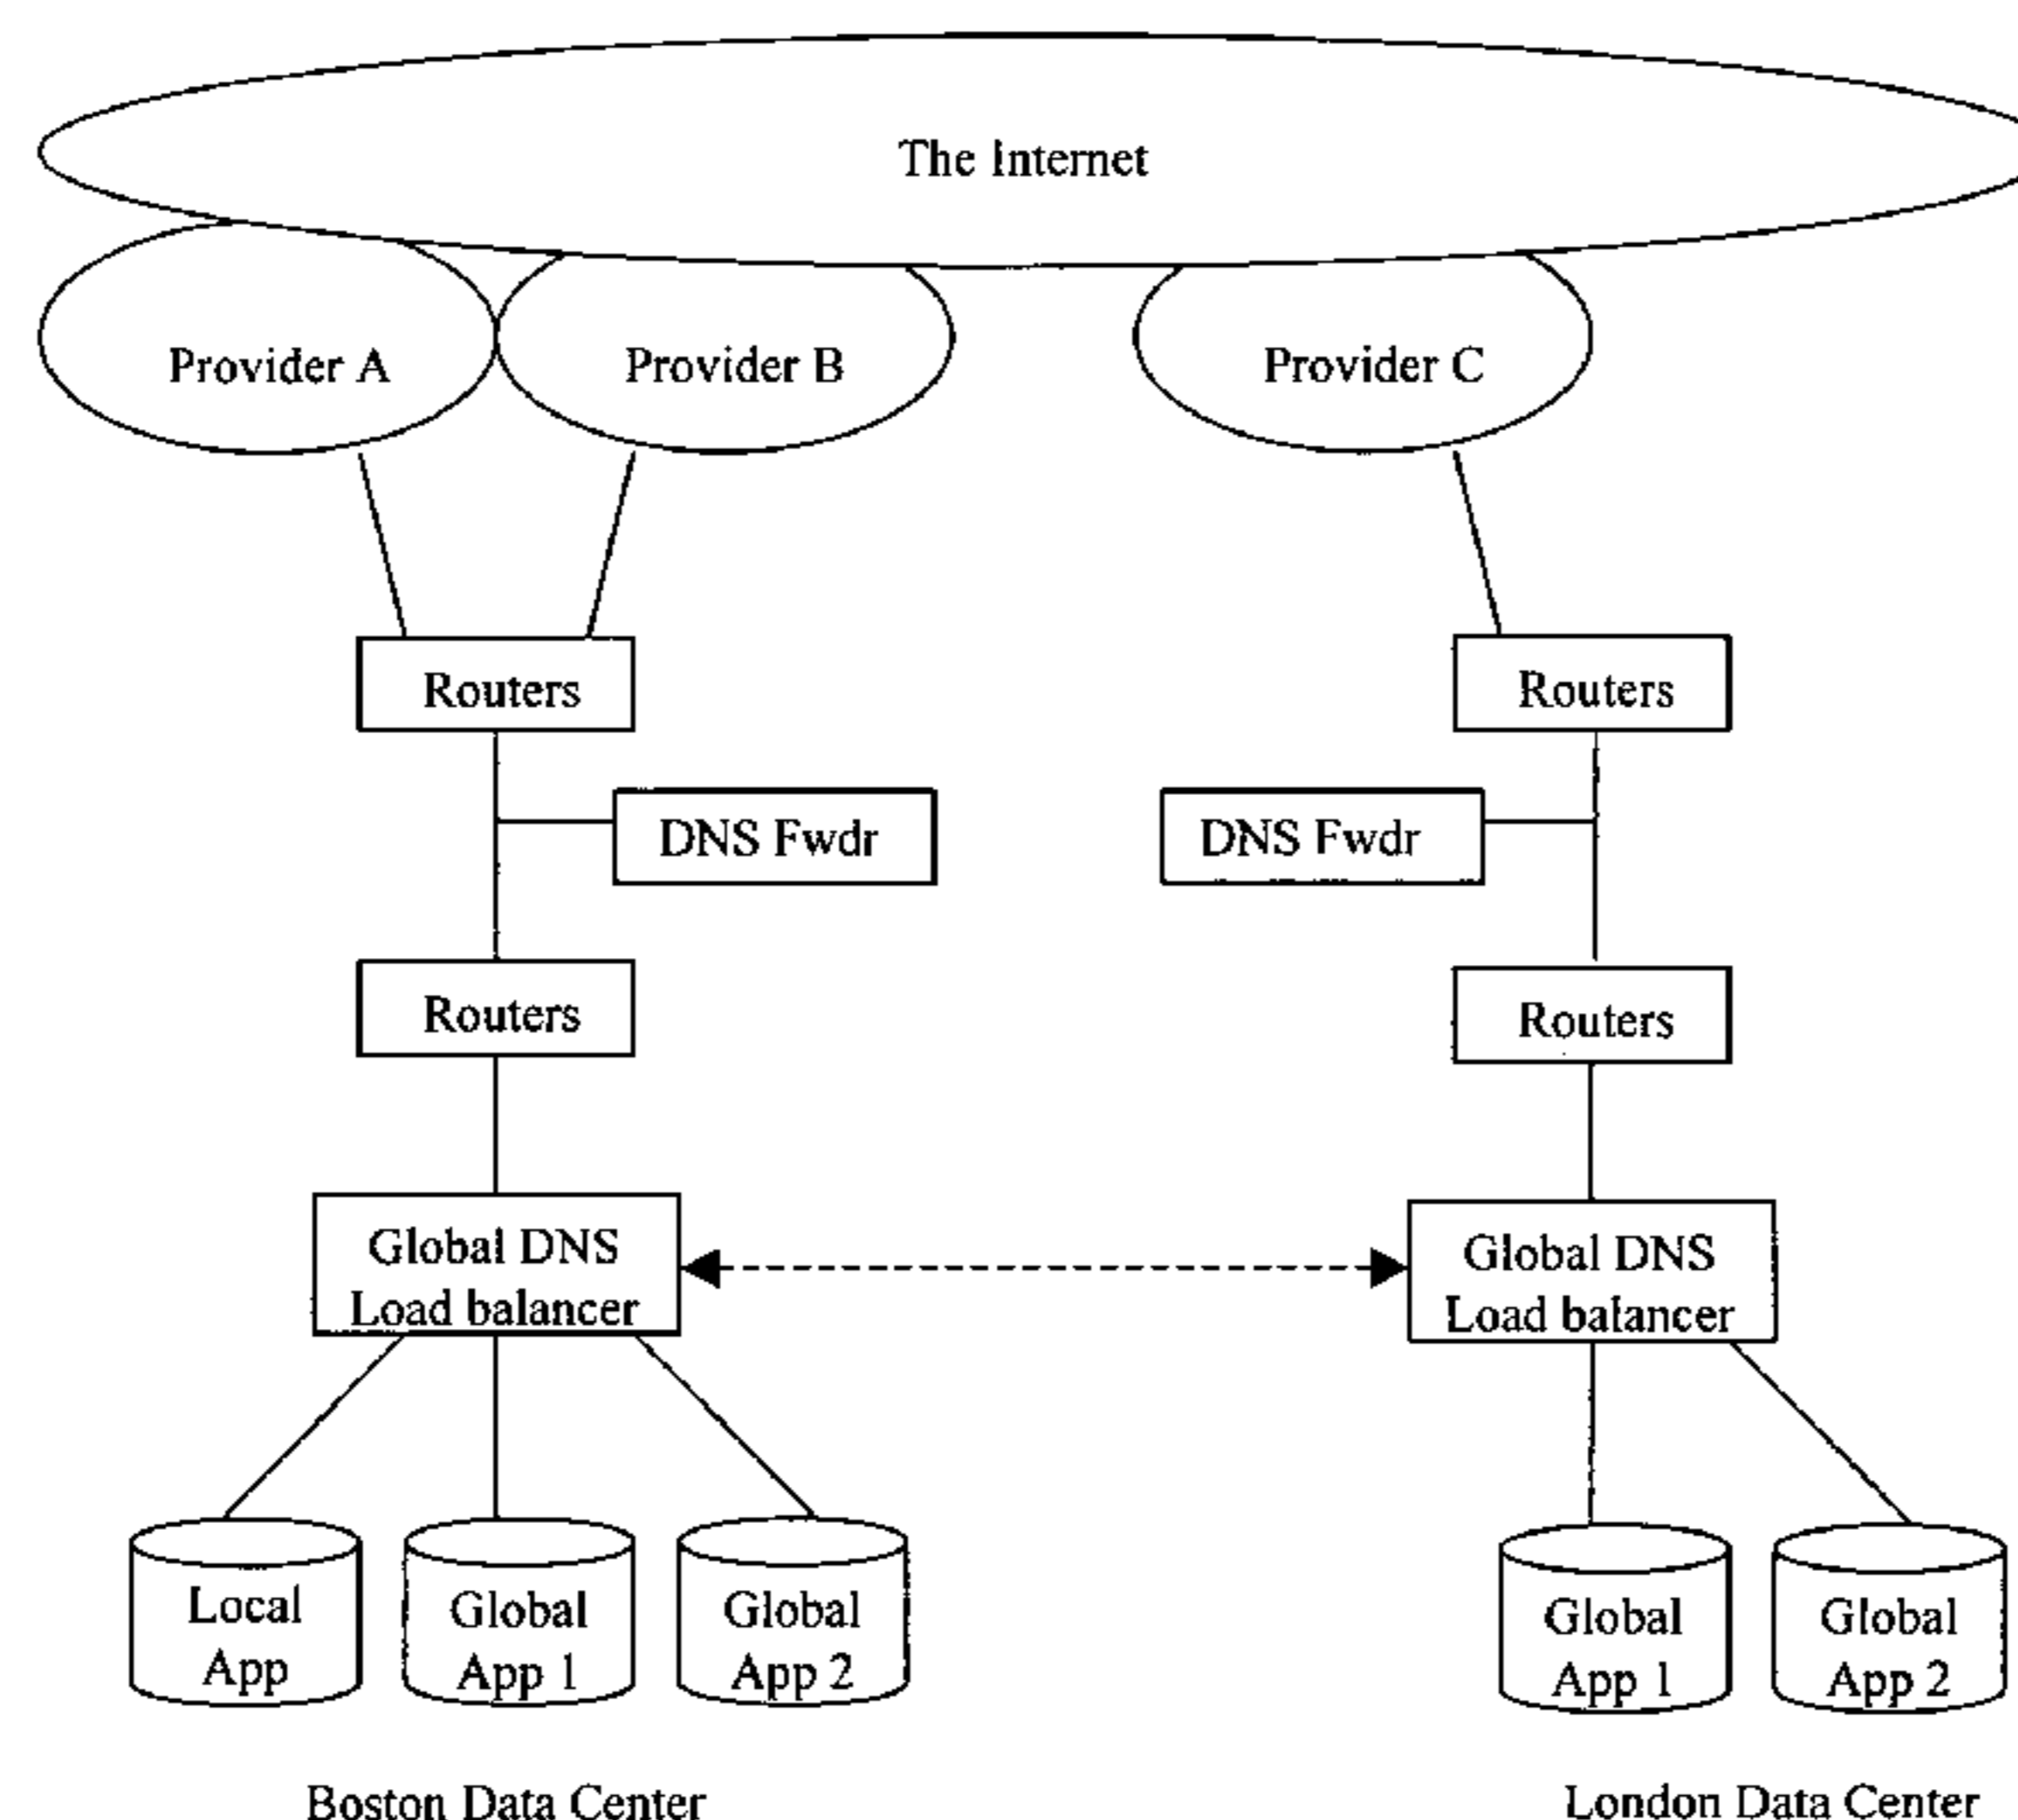 The Internet
Provider A
Provider B
Provider C
Routers
Routers
DNS Fwdr
DNS Fwdr
Routers
Routers
Global DNS
Load balancer
Global DNS
Load balancer
Local
App
Global
App 1
Global
App 2
Global
App 1
Global
App 2
Boston Data Center
London Data Center